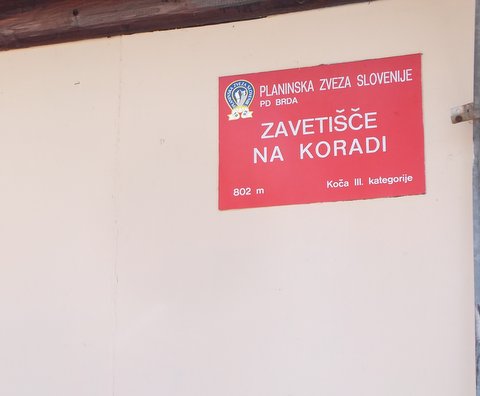 PLANINSKA ZVEZA SLOVENIJE
PD BRDA
ZAVETIŠČE
NA KORADI
802 m
Koča III. kategorije